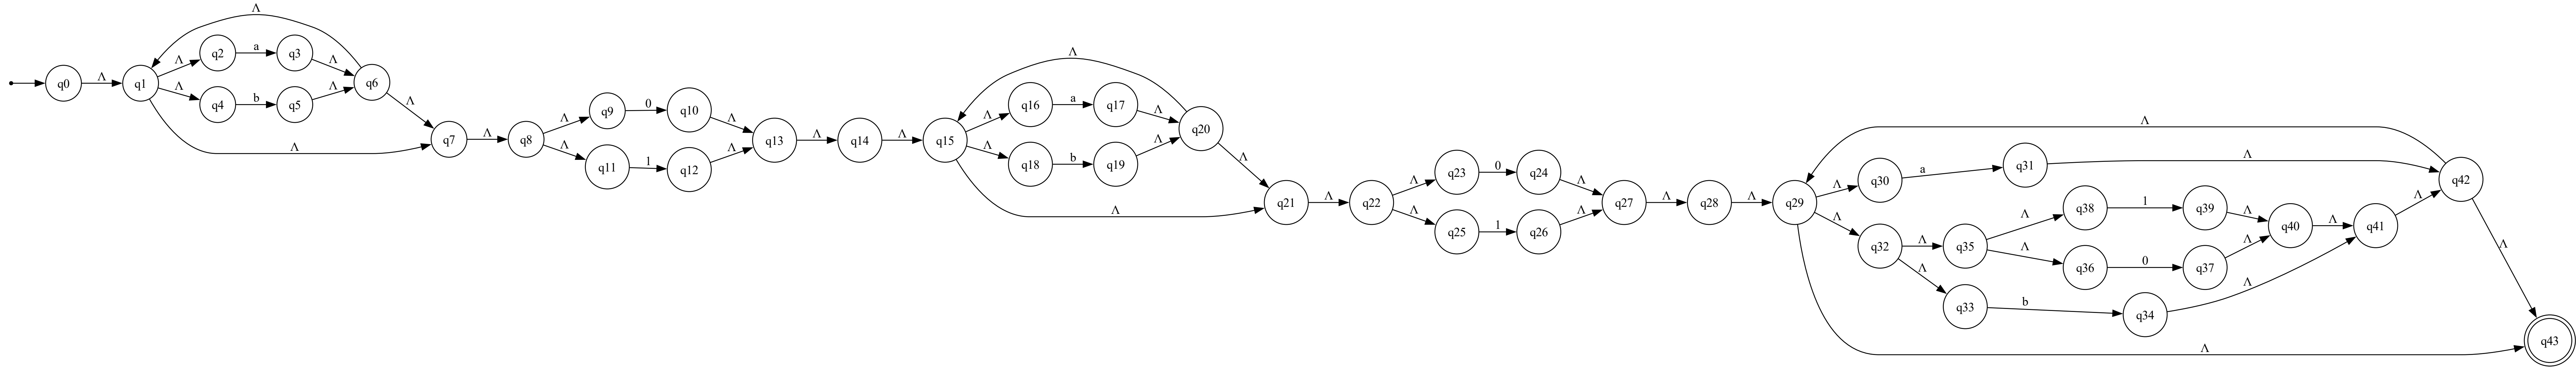 Λ
Λ
q2
a
q3
Λ
q0
Λ
q1
q6
Λ
q4
b
q5
Λ
Λ
Λ
q7
Λ
q8
Λ
q9
0
q10
Λ
Λ
q11
1
q12
Λ
q13
Λ
q14
Λ
q15
Λ
Λ
q16
a
q17
Λ
q20
Λ
q18
b
q19
Λ
Λ
Λ
q21
Λ
q22
Λ
q23
0
q24
Λ
Λ
q25
1
q26
Λ
q27
Λ
q28
Λ
q29
Λ
Λ
q30
a
q31
Λ
q42
Λ
q32
Λ
q35
Λ
q38
1
q39
Λ
Λ
q36
0
q37
Λ
q40
Λ
q41
Λ
Λ
q33
b
q34
Λ
Λ
Λ
q43